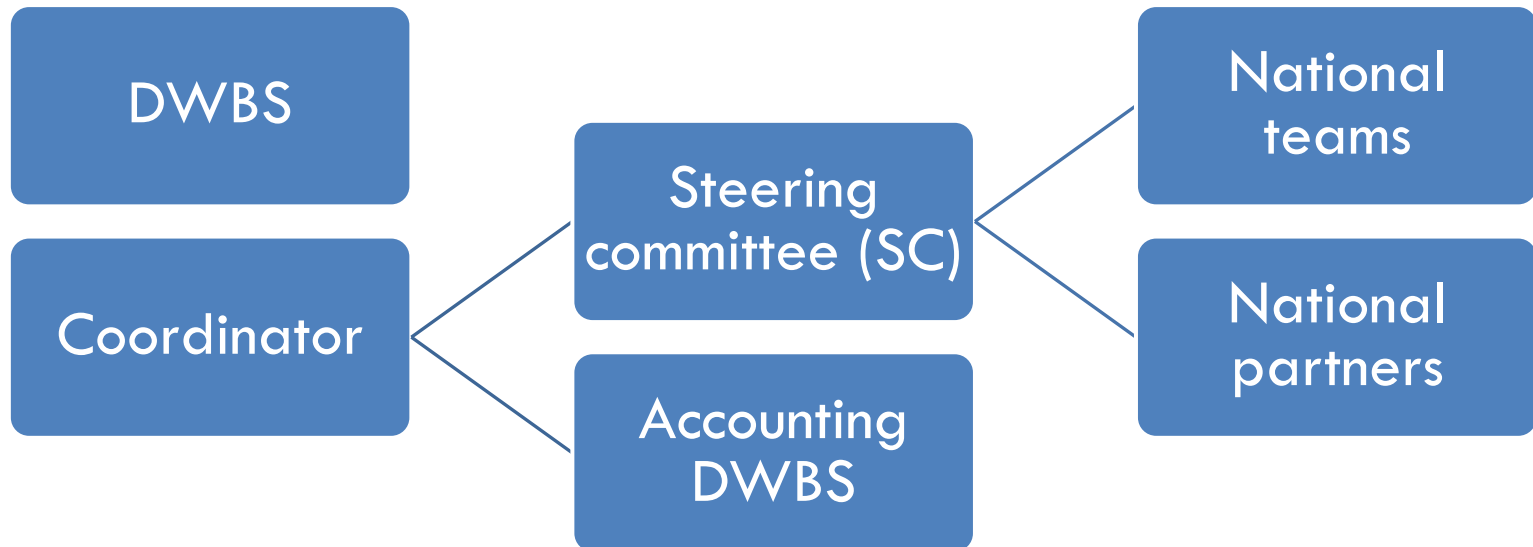 DWBS
Coordinator
Steering
committee (SC)
Accounting
DWBS
National
teams
National
partners